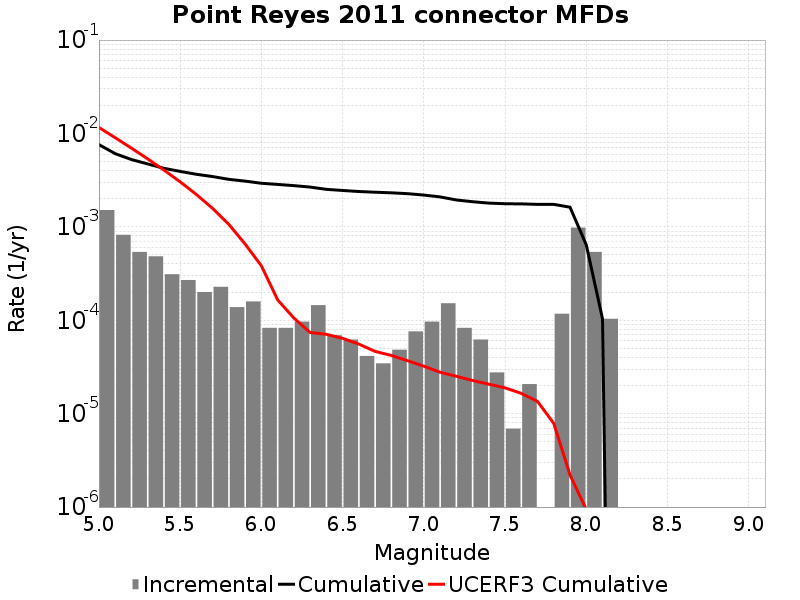 Point Reyes 2011 connector MFDs
10-1
10-2
10-3
10-4
10-5
10-6
Rate (1/yr)
5.0 5.5 6.0 6.5 7.0 7.5 8.0 8.5 9.0
Magnitude
Incremental Cumulative UCERF3 Cumulative